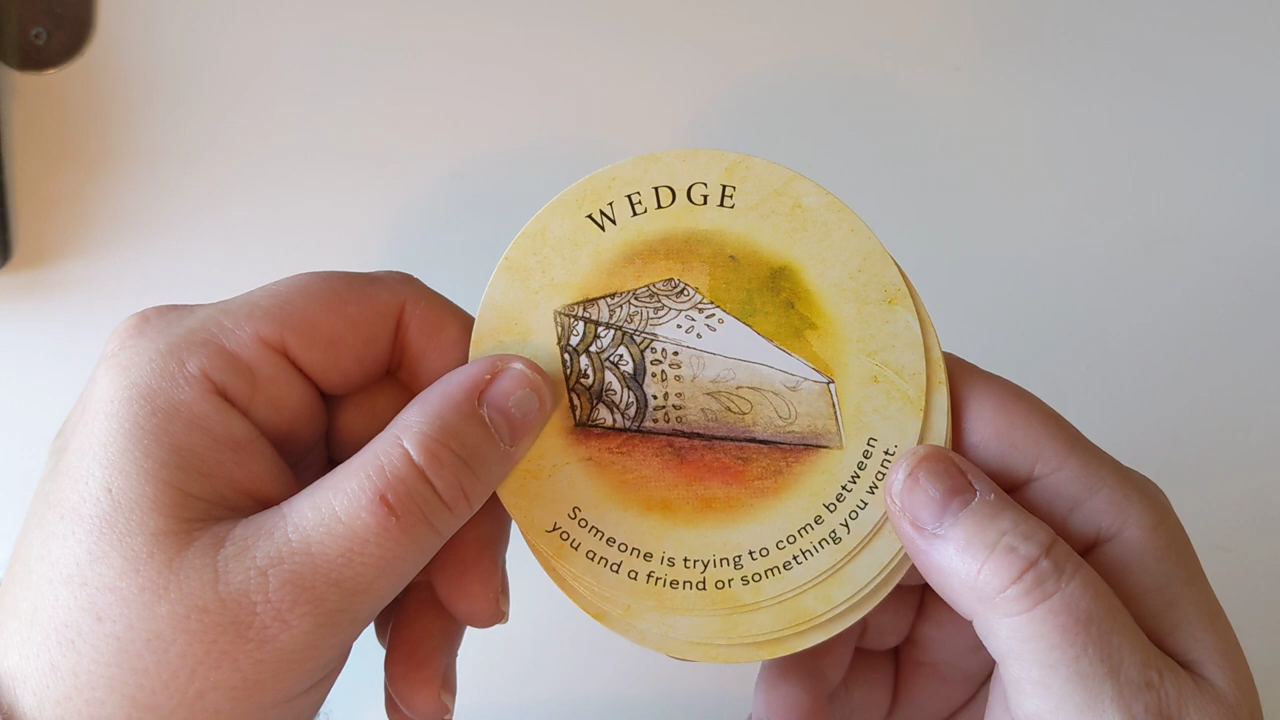 WEDGE
Someone is trying to come between
you and a friend or something you want.